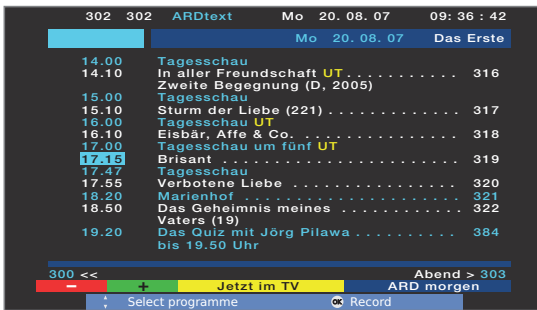 302 302 ARDtext Mo 20. 08. 07 09: 36 : 42
Mo 20. 08. 07 Das Erste
14.00 Tagesschau
14.10 In aller Freundschaft UT . . . . . . . . . . . 316
Zweite Begegnung (D, 2005)
15.00 Tagesschau
15.10 Sturm der Liebe (221) . . . . . . . . . . . . . 317
16.00 Tagesschau UT
16.10 Eisbär, Affe & Co. . . . . . . . . . . . . . . . . 318
17.00 Tagesschau um fünf UT
17.15 Brisant . . . . . . . . . . . . . . . . . . . . . . . 319
17.47 Tagesschau
17.55 Verbotene Liebe . . . . . . . . . . . . . . . . 320
18.20 Marienhof . . . . . . . . . . . . . . . . . . . . 321
18.50 Das Geheimnis meines . . . . . . . . . . . . 322
Vaters (19)
19.20 Das Quiz mit Jörg Pilawa . . . . . . . . . . 384
bis 19.50 Uhr
300 << Abend > 303
− + Jetzt im TV ARD morgen
Select programme OK Record